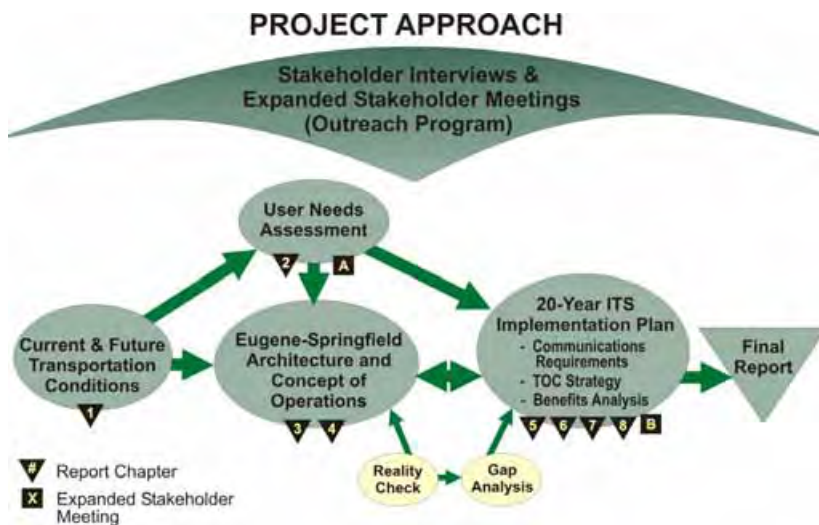 PROJECT APPROACH
Stakeholder Interviews &
Expanded Stakeholder Meetings
(Outreach Program)
User Needs
Assessment
2
A
Current & Future
Transportation
Conditions
1
Eugene-Springfield
Architecture and
Concept of
Operations
3 4
20-Year ITS
Implementation Plan
- Communications
Requirements
- TOC Strategy
- Benefits Analysis
5 6 7 8 B
Final
Report
Reality
Check
Gap
Analysis
# Report Chapter
X Expanded Stakeholder
Meeting